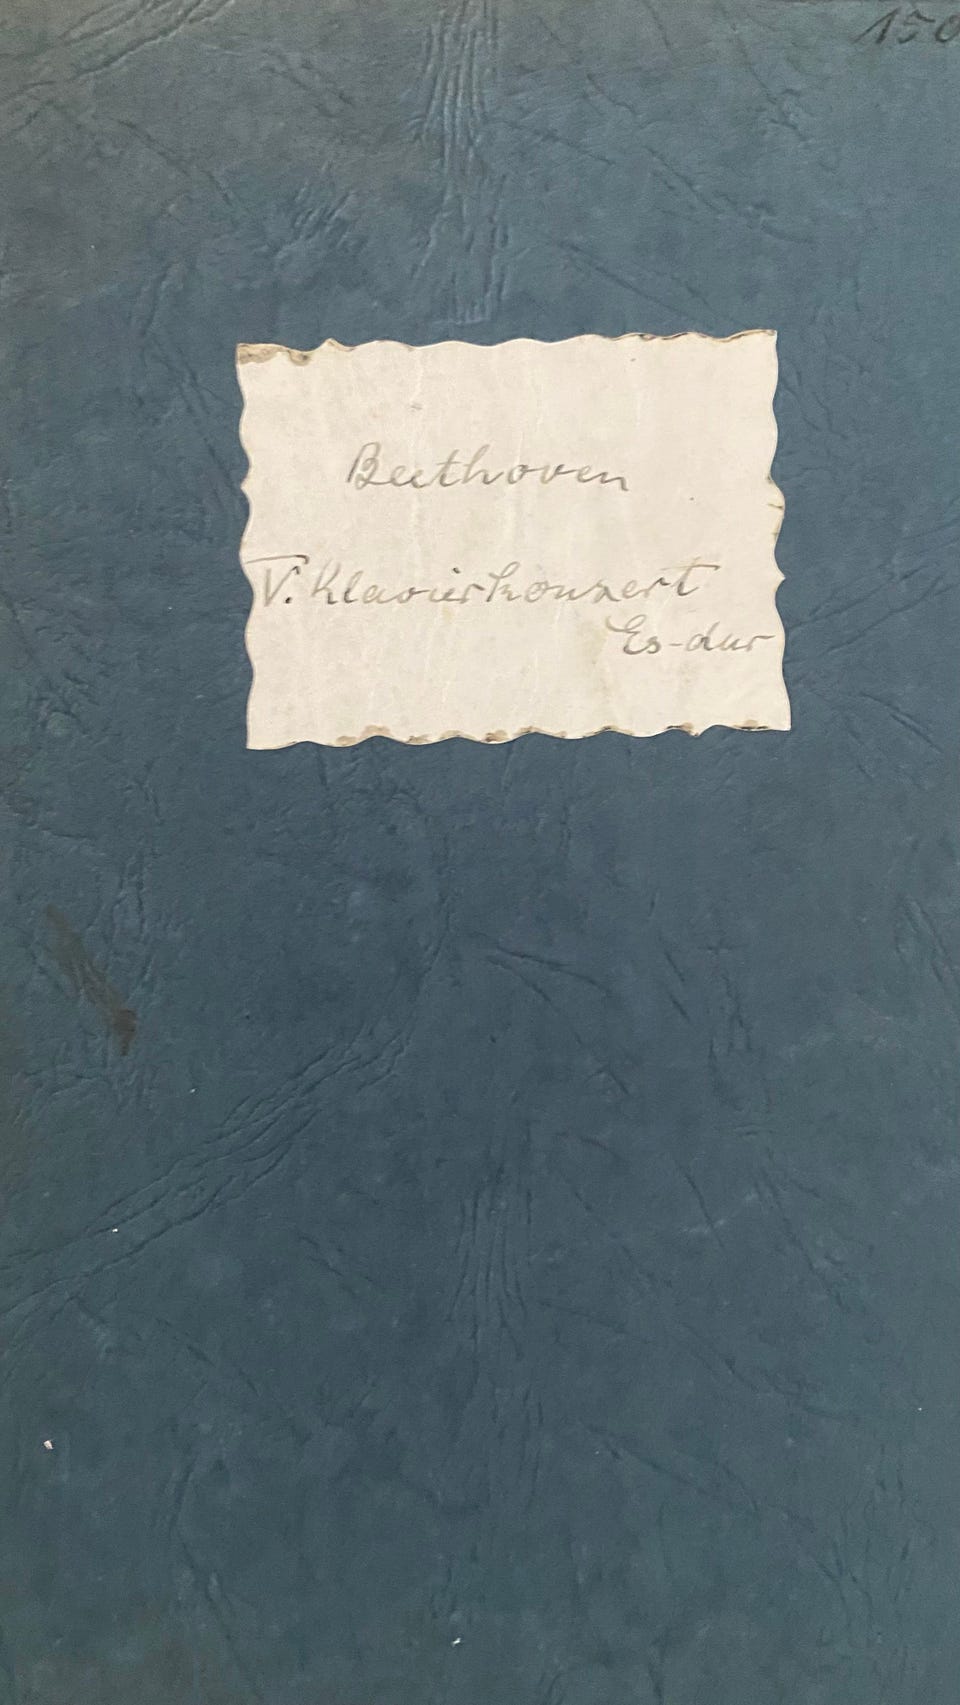 150
Beethoven
V. Klavierkonzert
Es-dur